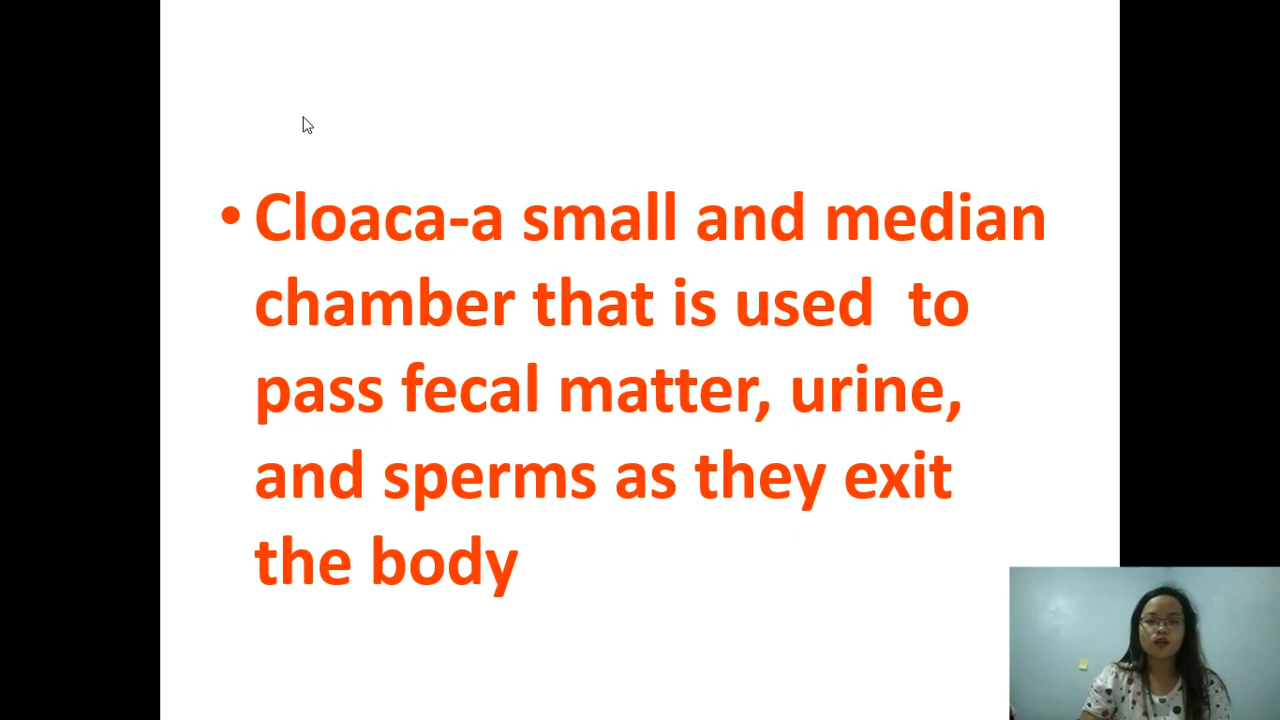 • Cloaca-a small and median
chamber that is used  to
pass fecal matter, urine,
and sperms as they exit
the body